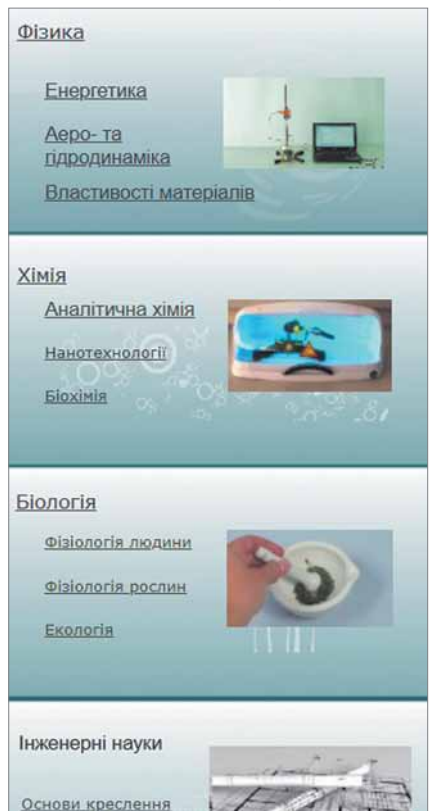 Фізика
Енергетика
Аеро- та
гідродинаміка
Властивості матеріалів
Хімія
Аналітична хімія
Нанотехнології
Біохімія
Біологія
Фізіологія людини
Фізіологія рослин
Екологія
Інженерні науки
Основи креслення